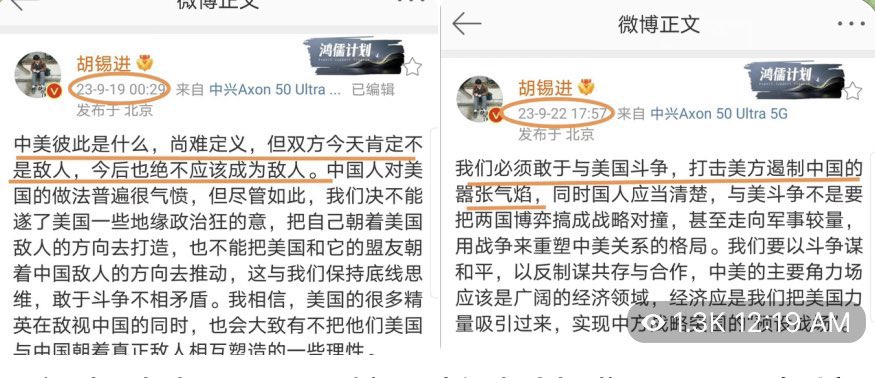 微博正文
胡锡进
鸿儒计划
23-9-19 00:29 来自 中兴Axon 50 Ultra ... 已编辑
发布于 北京
中美彼此是什么，尚难定义，但双方今天肯定不
是敌人，今后也绝不应该成为敌人。中国人对美
国的做法普遍很气愤，但尽管如此，我们决不能
遂了美国一些地缘政治狂的意，把自己朝着美国
敌人的方向去打造，也不能把美国和它的盟友朝
着中国敌人的方向去推动，这与我们保持底线思
维，敢于斗争不相矛盾。我相信，美国的很多精
英在敌视中国的同时，也会大致有不把他们美国
与中国朝着真正敌人相互塑造的一些理性。
微博正文
胡锡进
鸿儒计划
23-9-22 17:57 来自 中兴Axon 50 Ultra 5G
发布于 北京
我们必须敢于与美国斗争，打击美方遏制中国的
嚣张气焰，同时国人应当清楚，与美斗争不是要
把两国博弈搞成战略对撞，甚至走向军事较量，
用战争来重塑中美关系的格局。我们要以斗争谋
和平，以反制谋共存与合作，中美的主要角力场
应该是广阔的经济领域，经济应是我们把美国力
量吸引过来，实现中方战略突围的
1.3K 12:19 AM